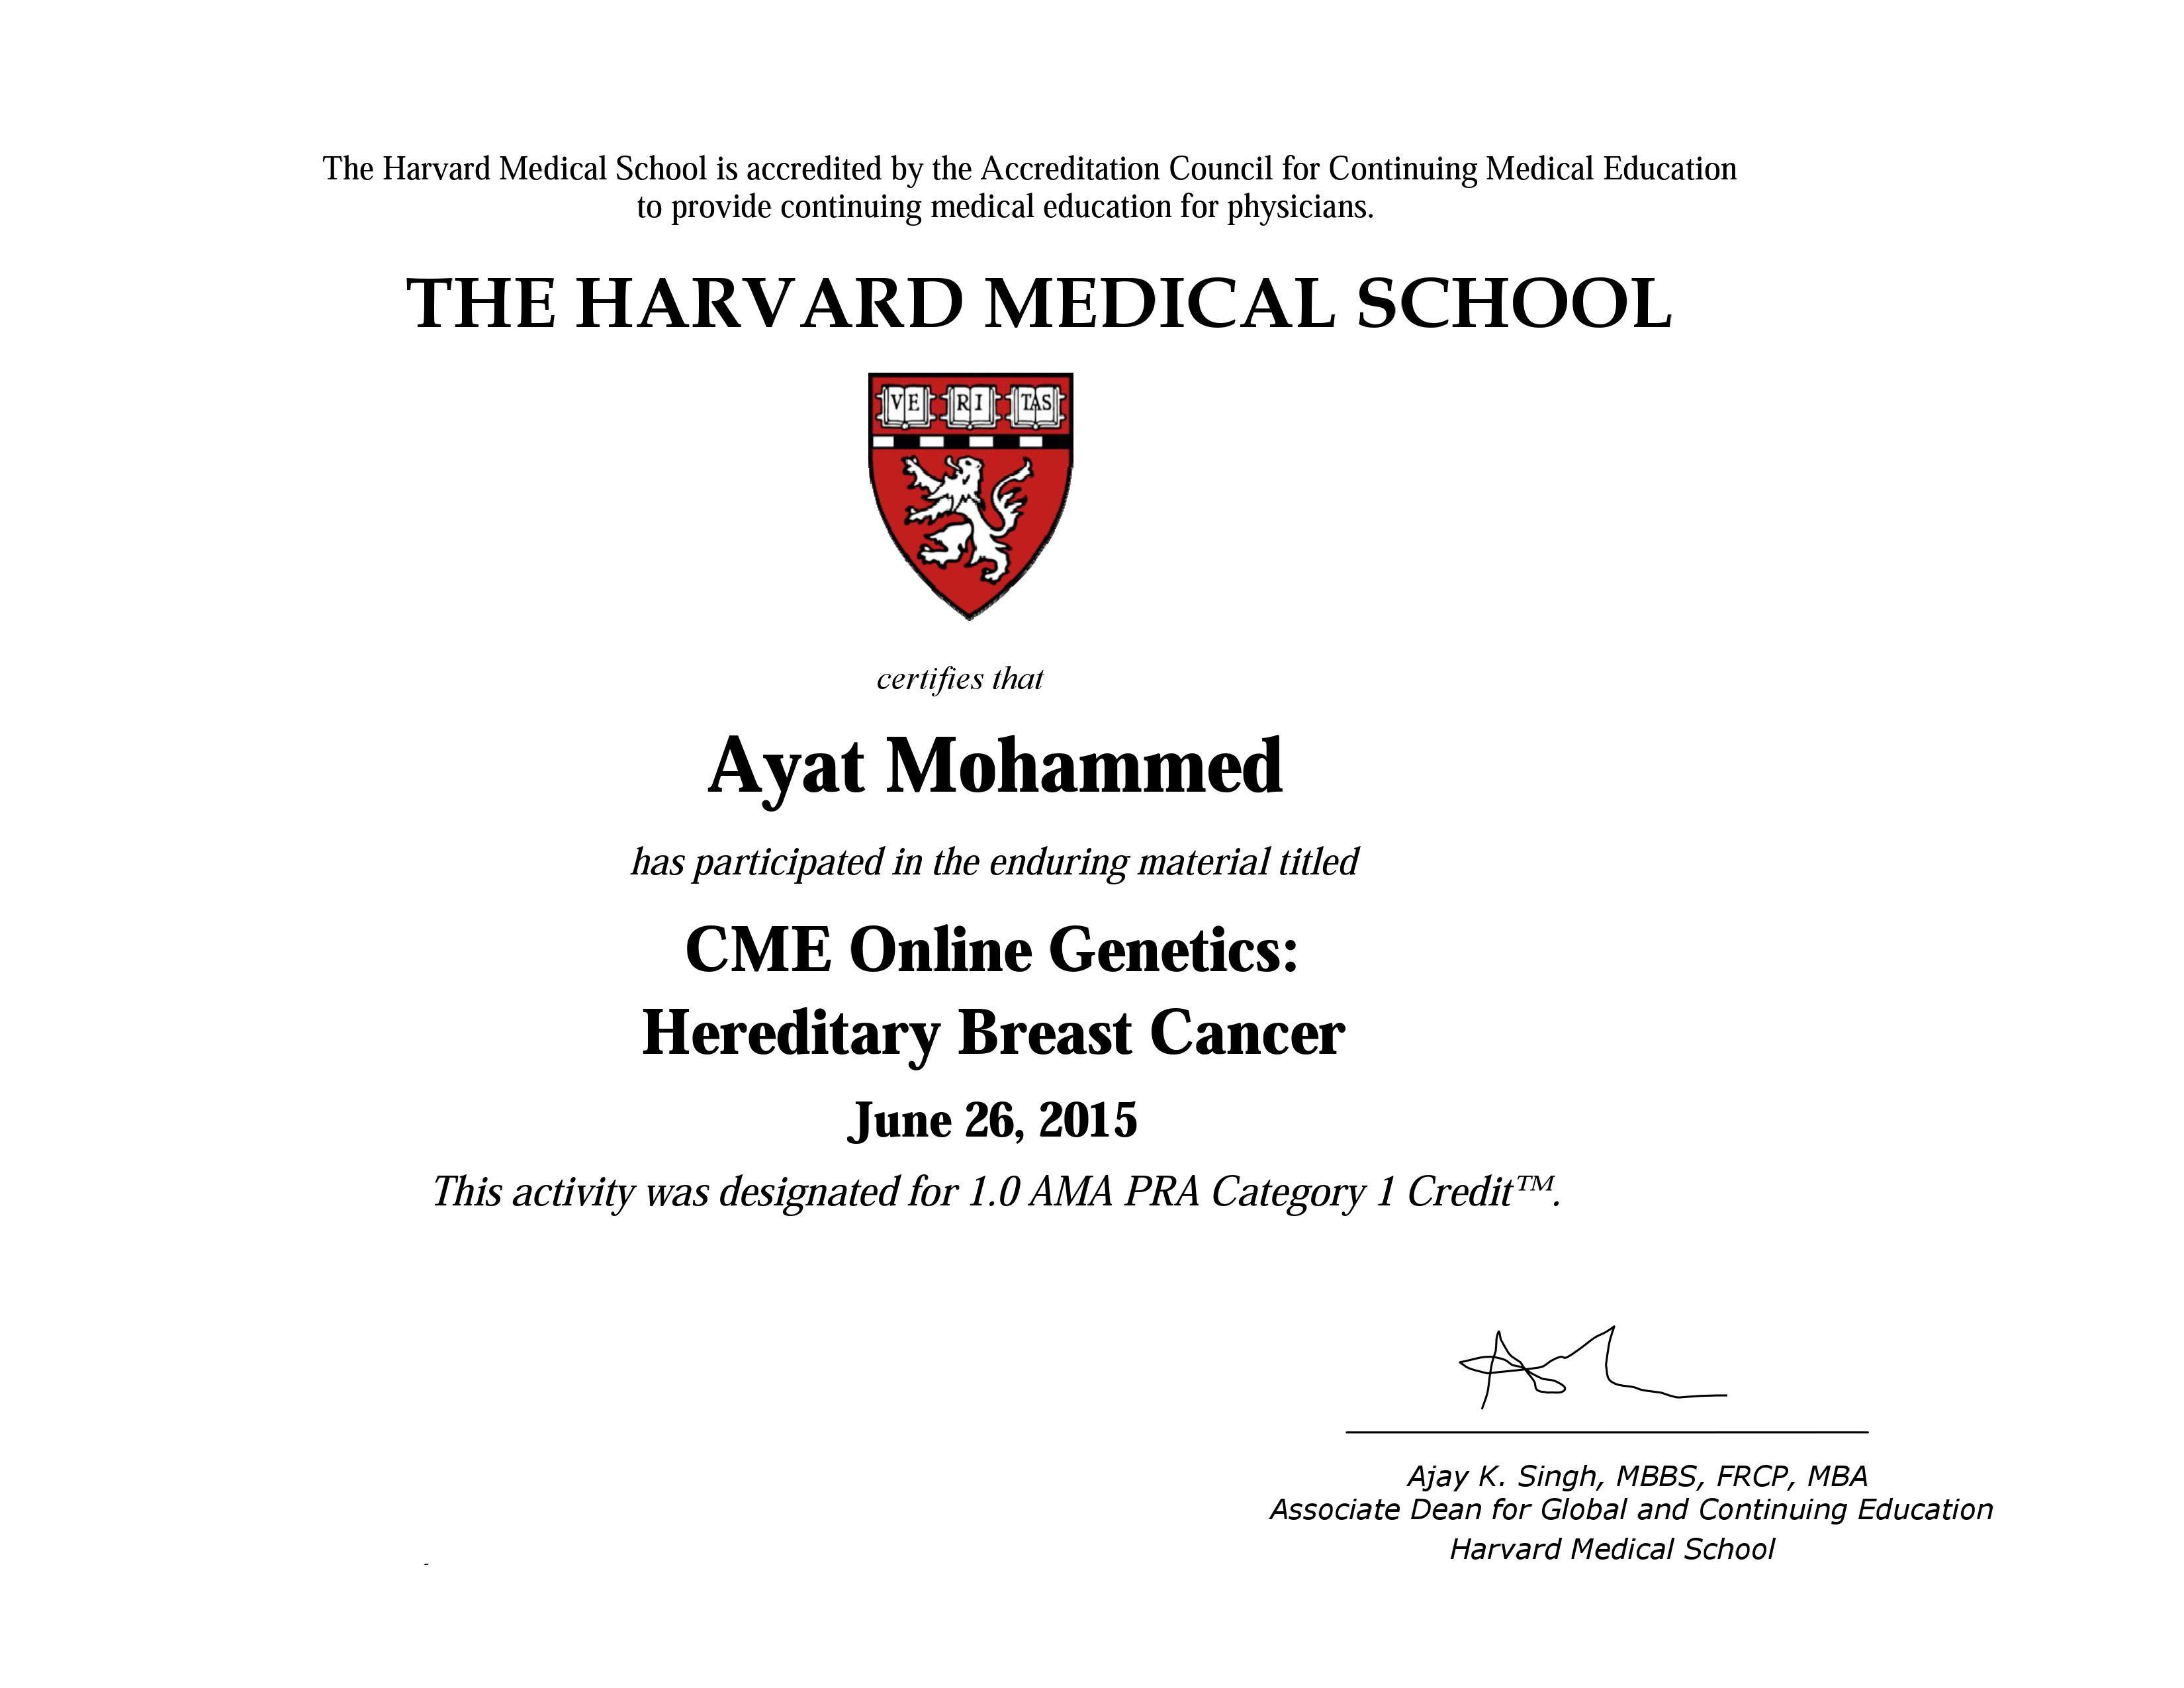 The Harvard Medical School is accredited by the Accreditation Council for Continuing Medical Education
to provide continuing medical education for physicians.
THE HARVARD MEDICAL SCHOOL
VE RI TAS
certifies that
Ayat Mohammed
has participated in the enduring material titled
CME Online Genetics:
Hereditary Breast Cancer
June 26, 2015
This activity was designated for 1.0 AMA PRA Category 1 Credit™.
Ajay K. Singh, MBBS, FRCP, MBA
Associate Dean for Global and Continuing Education
Harvard Medical School
-